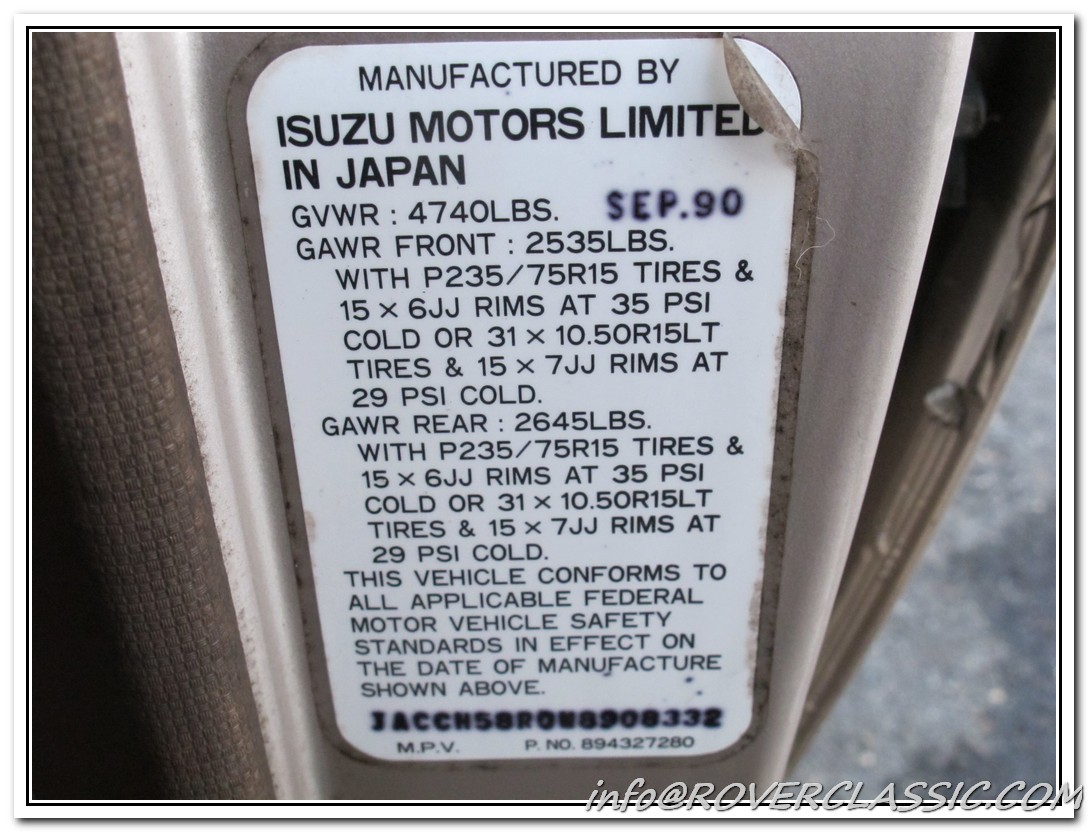 MANUFACTURED BY
ISUZU MOTORS LIMITED
IN JAPAN
GVWR : 4740LBS. SEP.90
GAWR FRONT : 2535LBS.
WITH P235/75R15 TIRES &
15 × 6JJ RIMS AT 35 PSI
COLD OR 31 × 10.50R15LT
TIRES & 15 × 7JJ RIMS AT
29 PSI COLD.
GAWR REAR : 2645LBS.
WITH P235/75R15 TIRES &
15 × 6JJ RIMS AT 35 PSI
COLD OR 31 × 10.50R15LT
TIRES & 15 × 7JJ RIMS AT
29 PSI COLD.
THIS VEHICLE CONFORMS TO
ALL APPLICABLE FEDERAL
MOTOR VEHICLE SAFETY
STANDARDS IN EFFECT ON
THE DATE OF MANUFACTURE
SHOWN ABOVE.
JACCH58R0M8908332
M.P.V. P. NO. 894327280
info@ROVERCLASSIC.COM